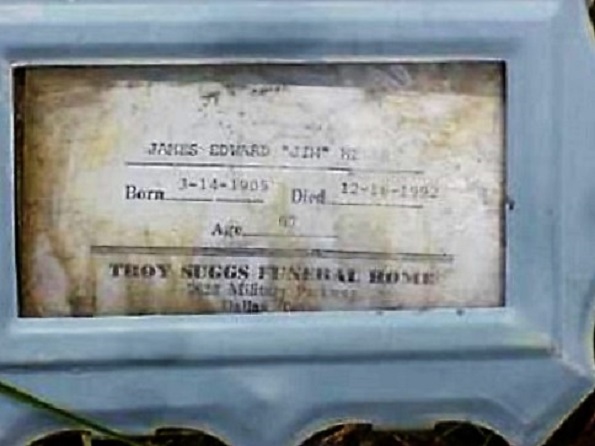 JAMES EDWARD "JIM"
Born 3-14-1905 Died 12-16-1992
Age 87
TROY SUGGS FUNERAL HOME
Military Parkway
Dallas